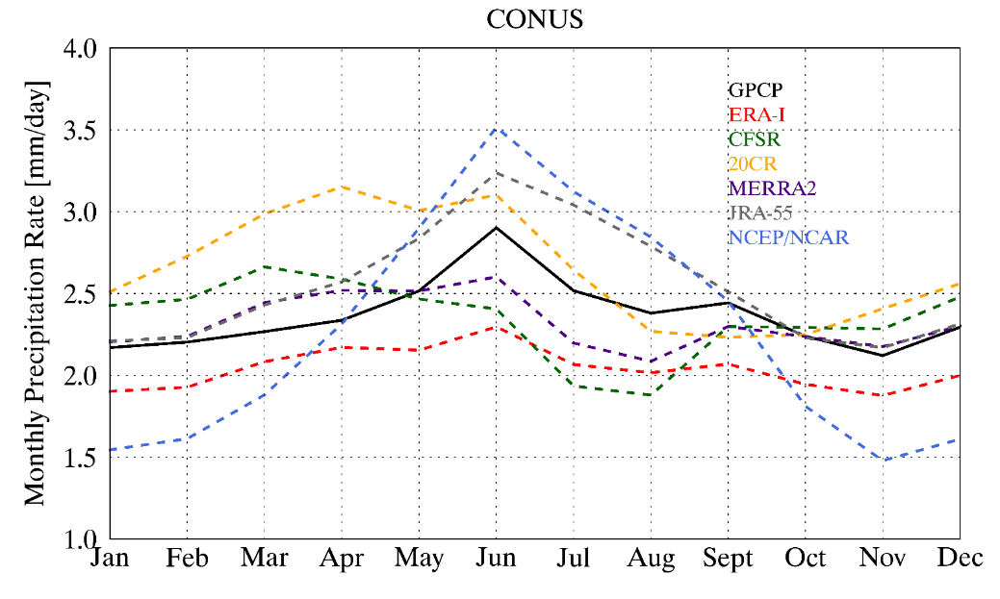 CONUS
Monthly Precipitation Rate [mm/day]
4.0
3.5
3.0
2.5
2.0
1.5
1.0
GPCP
ERA-I
CFSR
20CR
MERRA2
JRA-55
NCEP/NCAR
Jan Feb Mar Apr May Jun Jul Aug Sept Oct Nov Dec